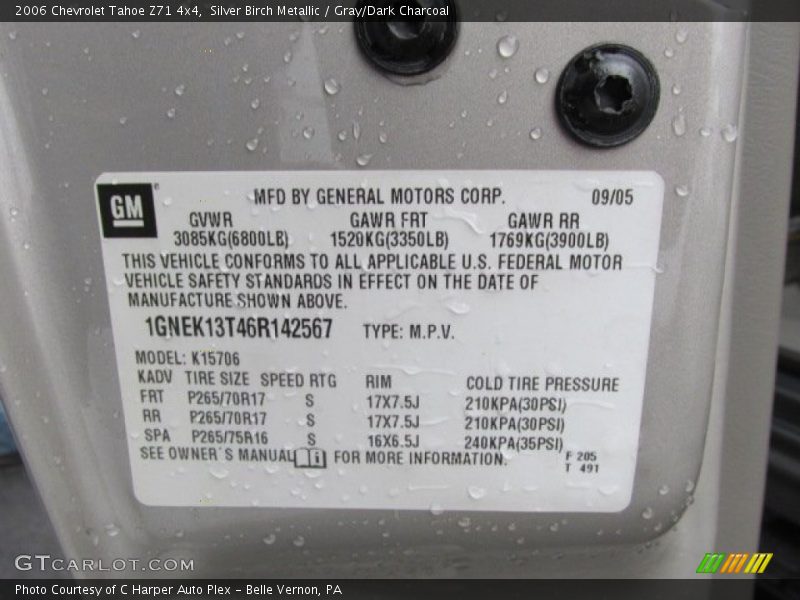 2006 Chevrolet Tahoe Z71 4x4,  Silver Birch Metallic / Gray/Dark Charcoal
GM
MFD BY GENERAL MOTORS CORP. 09/05
GVWR GAWR FRT GAWR RR
3085KG(6800LB) 1520KG(3350LB) 1769KG(3900LB)
THIS VEHICLE CONFORMS TO ALL APPLICABLE U.S. FEDERAL MOTOR
VEHICLE SAFETY STANDARDS IN EFFECT ON THE DATE OF
MANUFACTURE SHOWN ABOVE.
1GNEK13T46R142567 TYPE: M.P.V.
MODEL: K15706
KADV TIRE SIZE SPEED RTG RIM COLD TIRE PRESSURE
FRT P265/70R17 S 17X7.5J 210KPA(30PSI)
RR P265/70R17 S 17X7.5J 210KPA(30PSI)
SPA P265/75R16 S 16X6.5J 240KPA(35PSI)
SEE OWNER'S MANUAL FOR MORE INFORMATION.
F 205
T 491
GTCARLOT.COM
Photo Courtesy of C Harper Auto Plex – Belle Vernon, PA